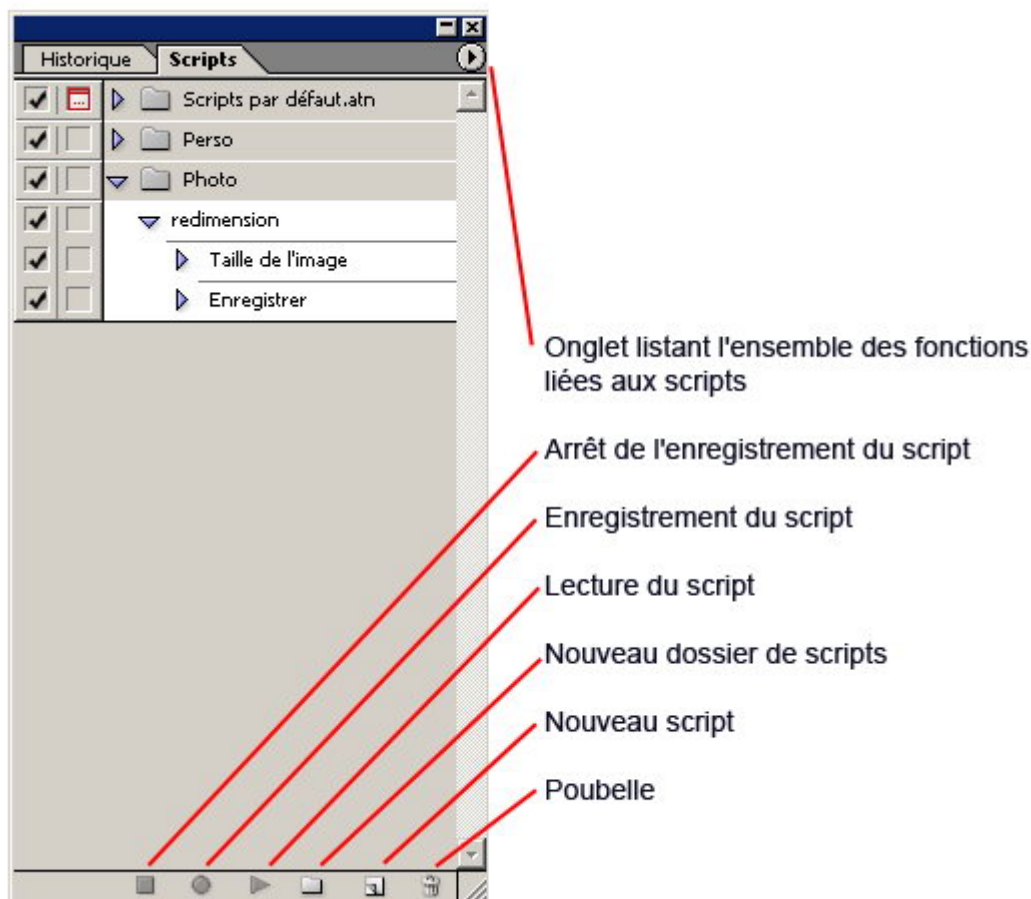 Historique Scripts
Scripts par défaut.atn
Perso
Photo
redimension
Taille de l'image
Enregistrer
Onglet listant l'ensemble des fonctions
liées aux scripts
Arrêt de l'enregistrement du script
Enregistrement du script
Lecture du script
Nouveau dossier de scripts
Nouveau script
Poubelle